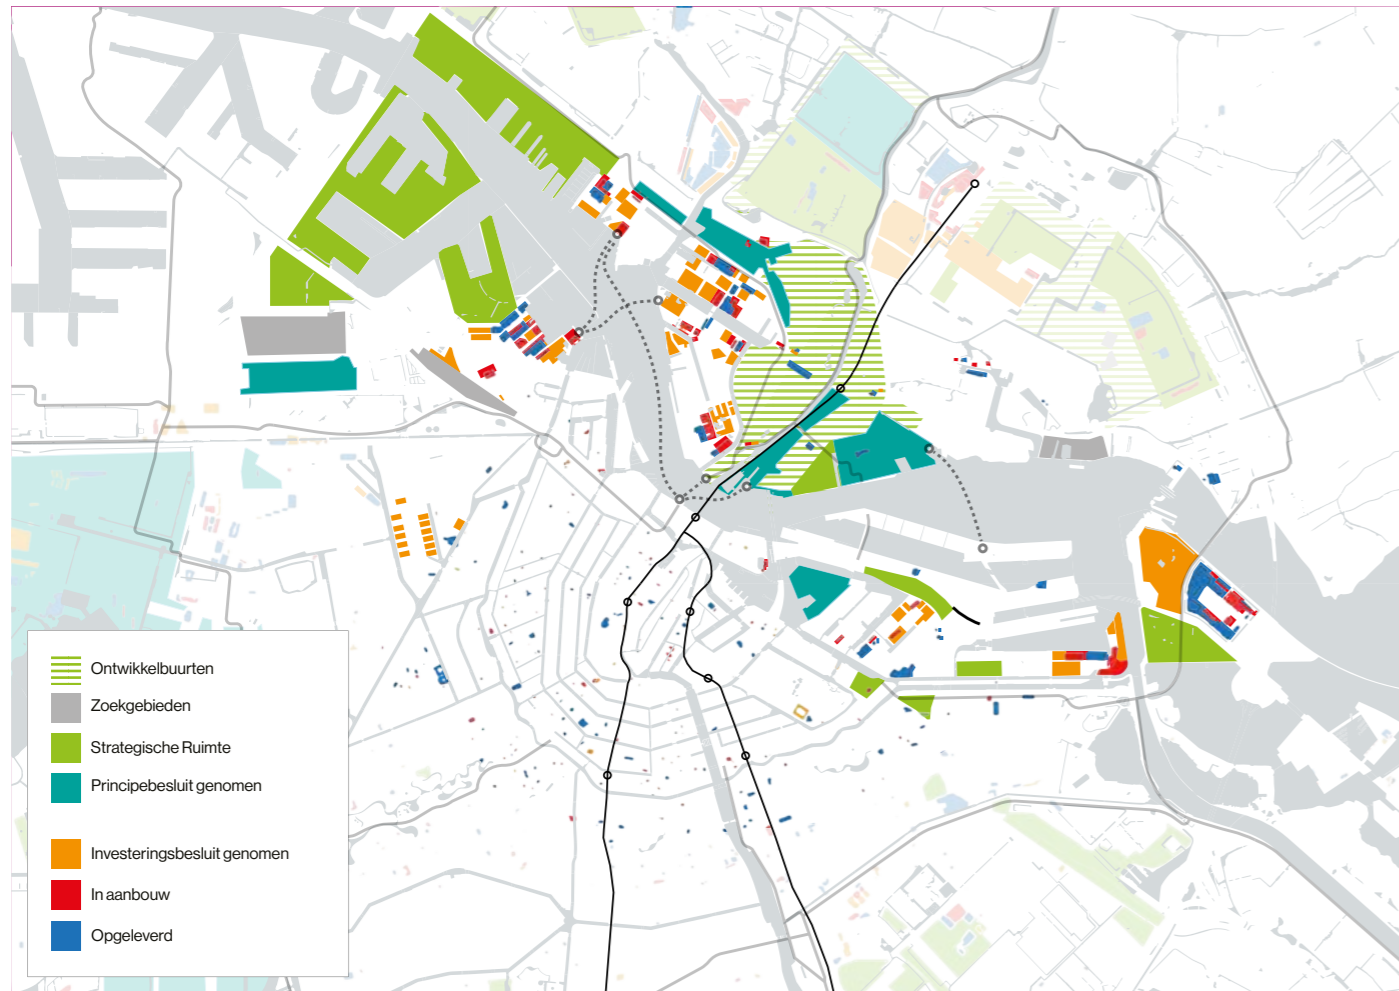 Ontwikkelbuurten
Zoekgebieden
Strategische Ruimte
Principebesluit genomen
Investeringsbesluit genomen
In aanbouw
Opgeleverd